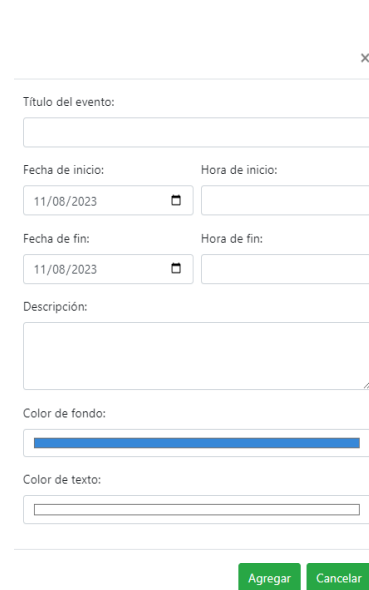 ×
Título del evento:
Fecha de inicio: Hora de inicio:
11/08/2023
Fecha de fin: Hora de fin:
11/08/2023
Descripción:
Color de fondo:
Color de texto:
Agregar Cancelar